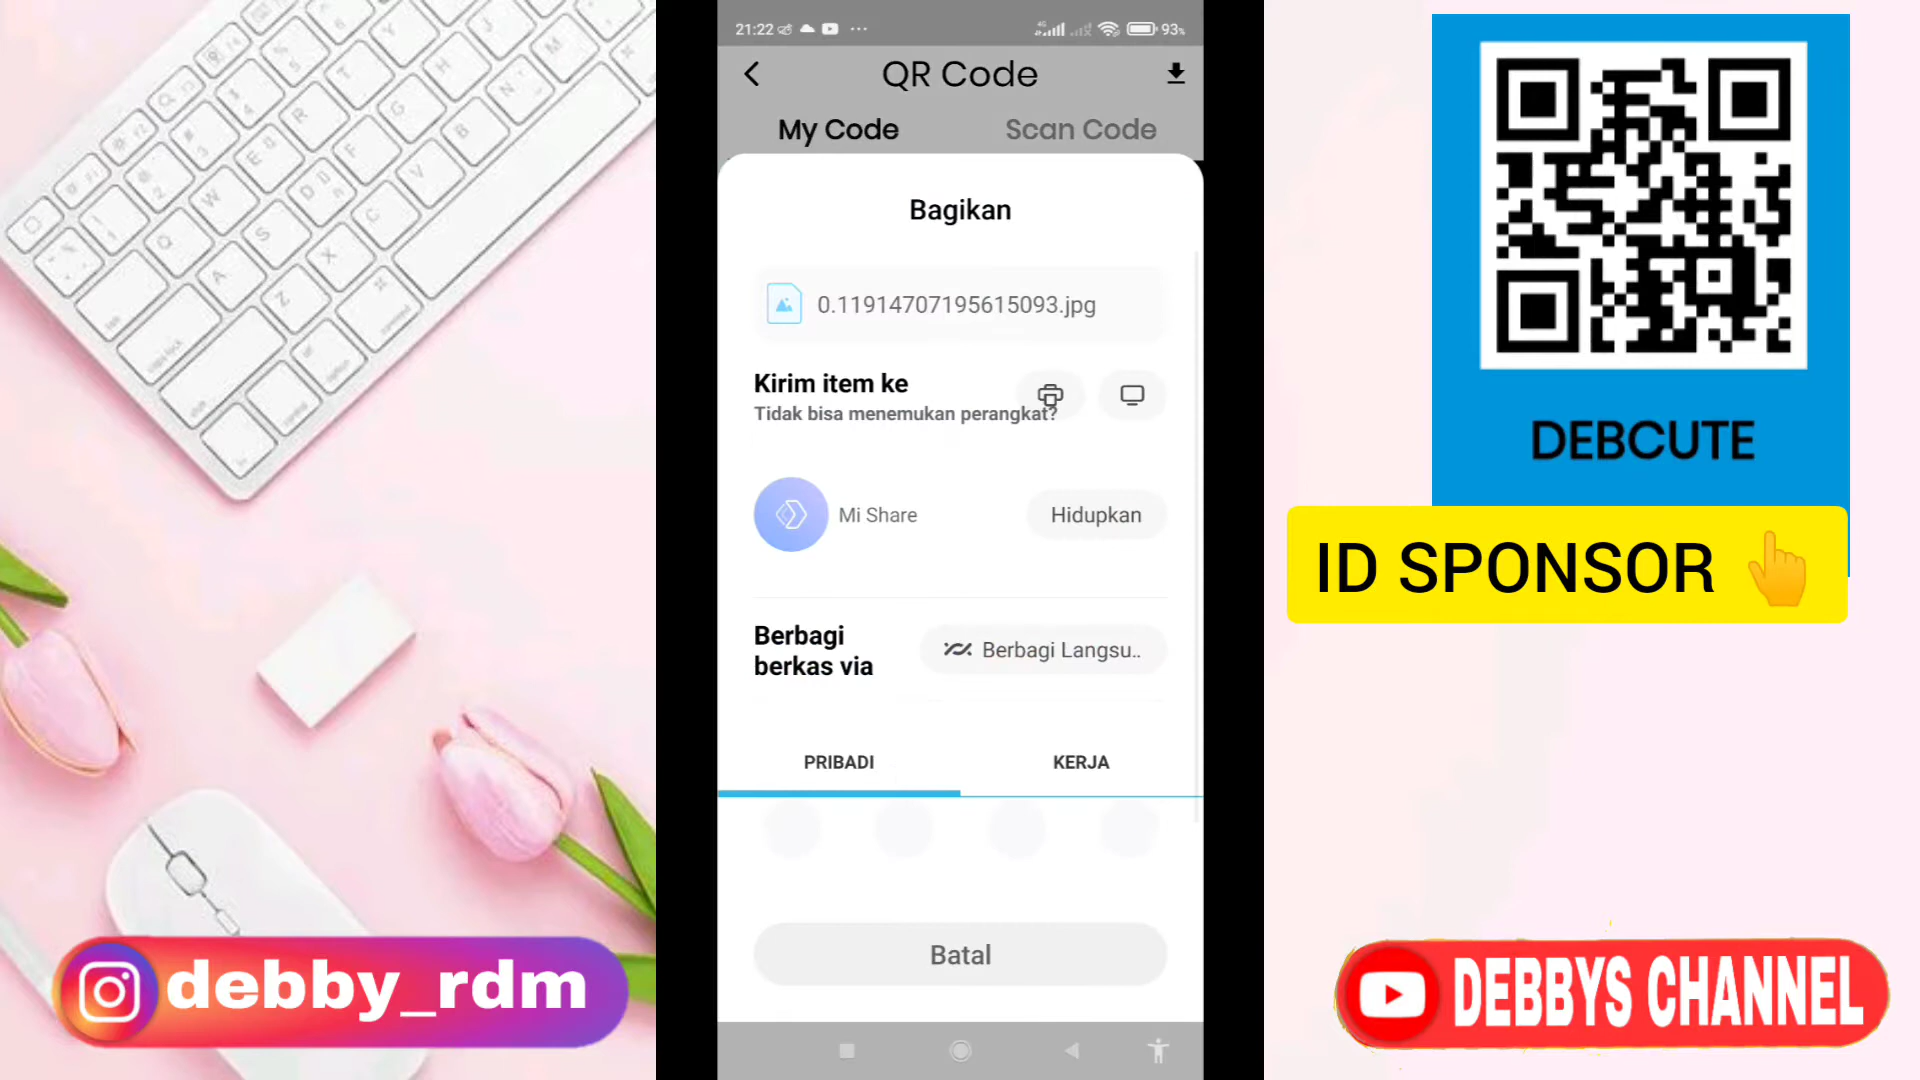 21:22
4G
93%
QR Code
My Code
Scan Code
Bagikan
0.11914707195615093.jpg
Kirim item ke
Tidak bisa menemukan perangkat?
Mi Share
Hidupkan
Berbagi
berkas via
Berbagi Langsu..
PRIBADI
KERJA
Batal
DEBCUTE
ID SPONSOR 👆
debby_rdm
DEBBYS CHANNEL